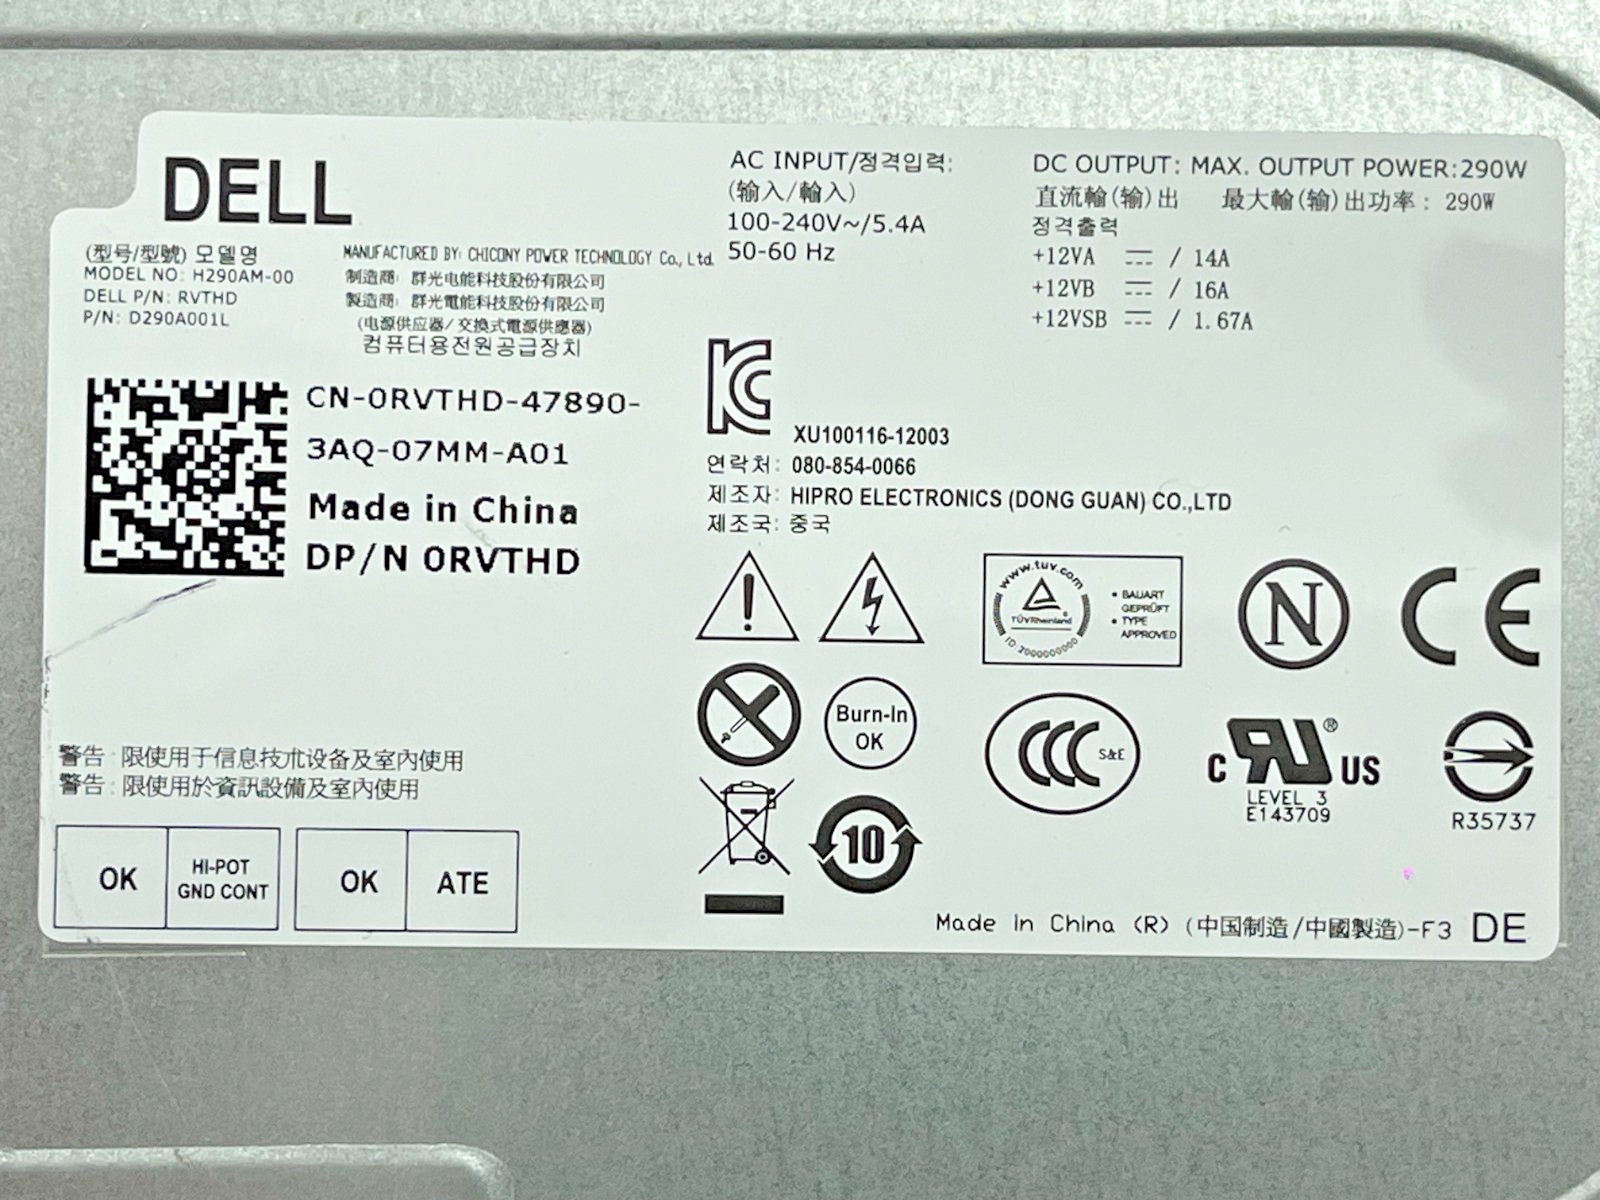 DELL
(型号/型號) 모델명
MODEL NO: H290AM-00
DELL P/N: RVTHD
P/N: D290A001L
MANUFACTURED BY: CHICONY POWER TECHNOLOGY Co., Ltd.
制造商: 群光电能科技股份有限公司
製造商: 群光電能科技股份有限公司
(电源供应器/交換式電源供應器)
컴퓨터용전원공급장치
AC INPUT/정격입력:
(输入/輸入)
100-240V~/5.4A
50-60 Hz
DC OUTPUT: MAX. OUTPUT POWER:290W
直流輸(输)出 最大輸(输)出功率: 290W
정격출력
+12VA ⎓ / 14A
+12VB ⎓ / 16A
+12VSB ⎓ / 1.67A
CN-0RVTHD-47890-
3AQ-07MM-A01
Made in China
DP/N 0RVTHD
XU100116-12003
연락처: 080-854-0066
제조자: HIPRO ELECTRONICS (DONG GUAN) CO.,LTD
제조국: 중국
www.tuv.com
TÜVRheinland®
ID:2000000000
• BAUART
GEPRÜFT
• TYPE
APPROVED
N
CE
Burn-In
OK
CCC S&E
c RU® US
LEVEL 3
E143709
R35737
10
警告: 限使用于信息技术设备及室内使用
警告: 限使用於資訊設備及室內使用
OK
HI-POT
GND CONT
OK
ATE
Made in China (R) (中国制造/中國製造)-F3 DE